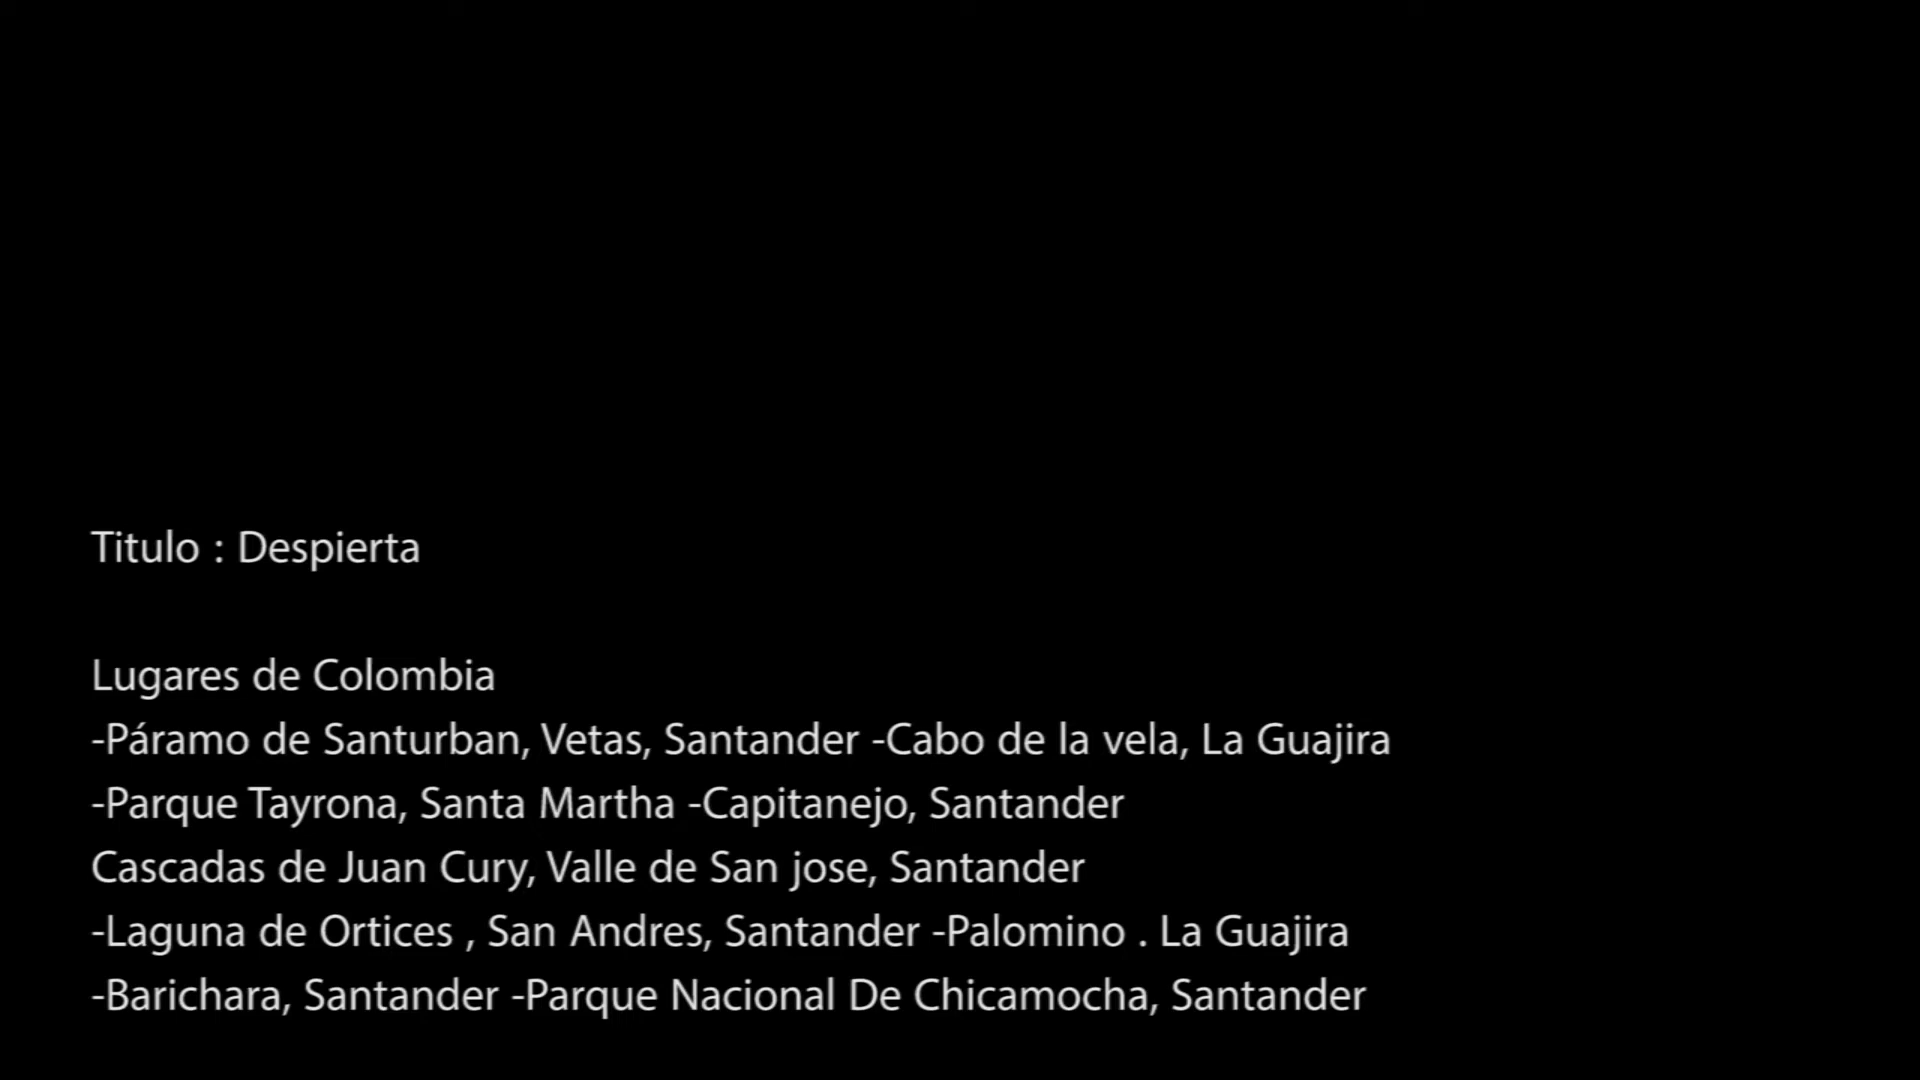 Titulo : Despierta
Lugares de Colombia
-Páramo de Santurban, Vetas, Santander -Cabo de la vela, La Guajira
-Parque Tayrona, Santa Martha -Capitanejo, Santander
Cascadas de Juan Cury, Valle de San jose, Santander
-Laguna de Ortices , San Andres, Santander -Palomino . La Guajira
-Barichara, Santander -Parque Nacional De Chicamocha, Santander